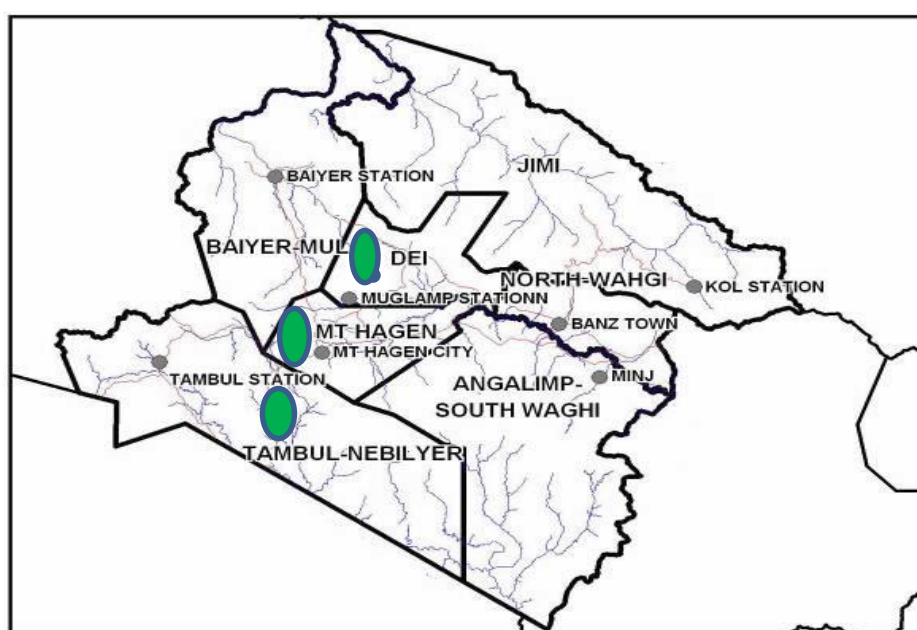 JIMI
BAIYER STATION
BAIYER-MUL
DEI
NORTH-WAHGI
KOL STATION
MUGLAMP STATIONN
BANZ TOWN
MT HAGEN
MT HAGEN CITY
TAMBUL STATION
MINJ
ANGALIMP-
SOUTH WAGHI
TAMBUL-NEBILYER